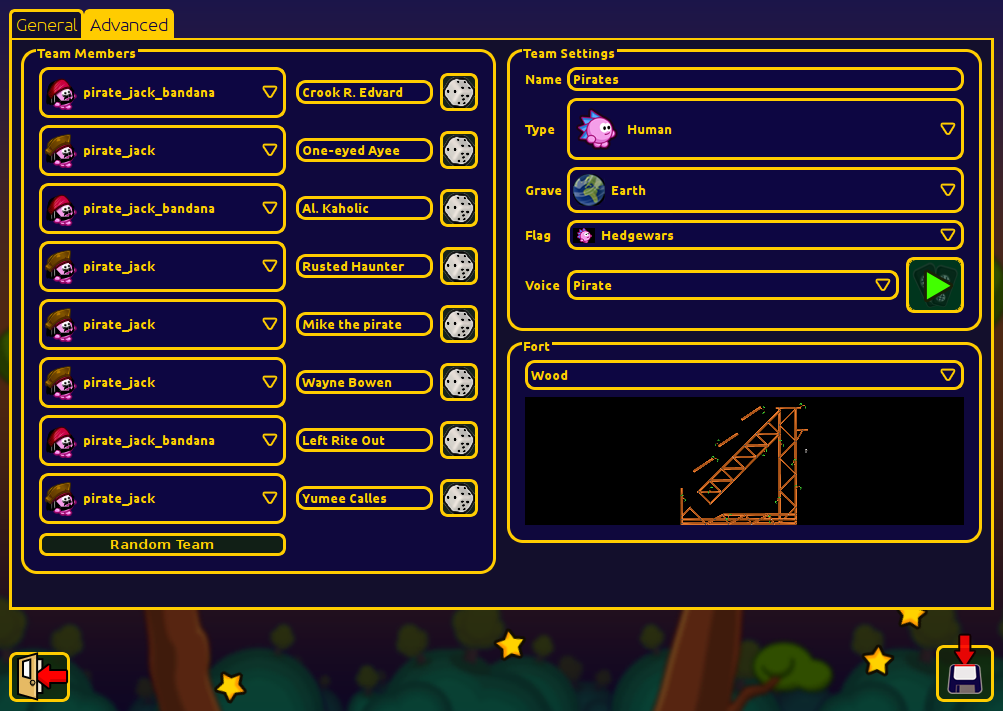 General Advanced
Team Members
pirate_jack_bandana Crook R. Edvard
pirate_jack One-eyed Ayee
pirate_jack_bandana Al. Kaholic
pirate_jack Rusted Haunter
pirate_jack Mike the pirate
pirate_jack Wayne Bowen
pirate_jack_bandana Left Rite Out
pirate_jack Yumee Calles
Random Team
Team Settings
Name Pirates
Type Human
Grave Earth
Flag Hedgewars
Voice Pirate
Fort
Wood